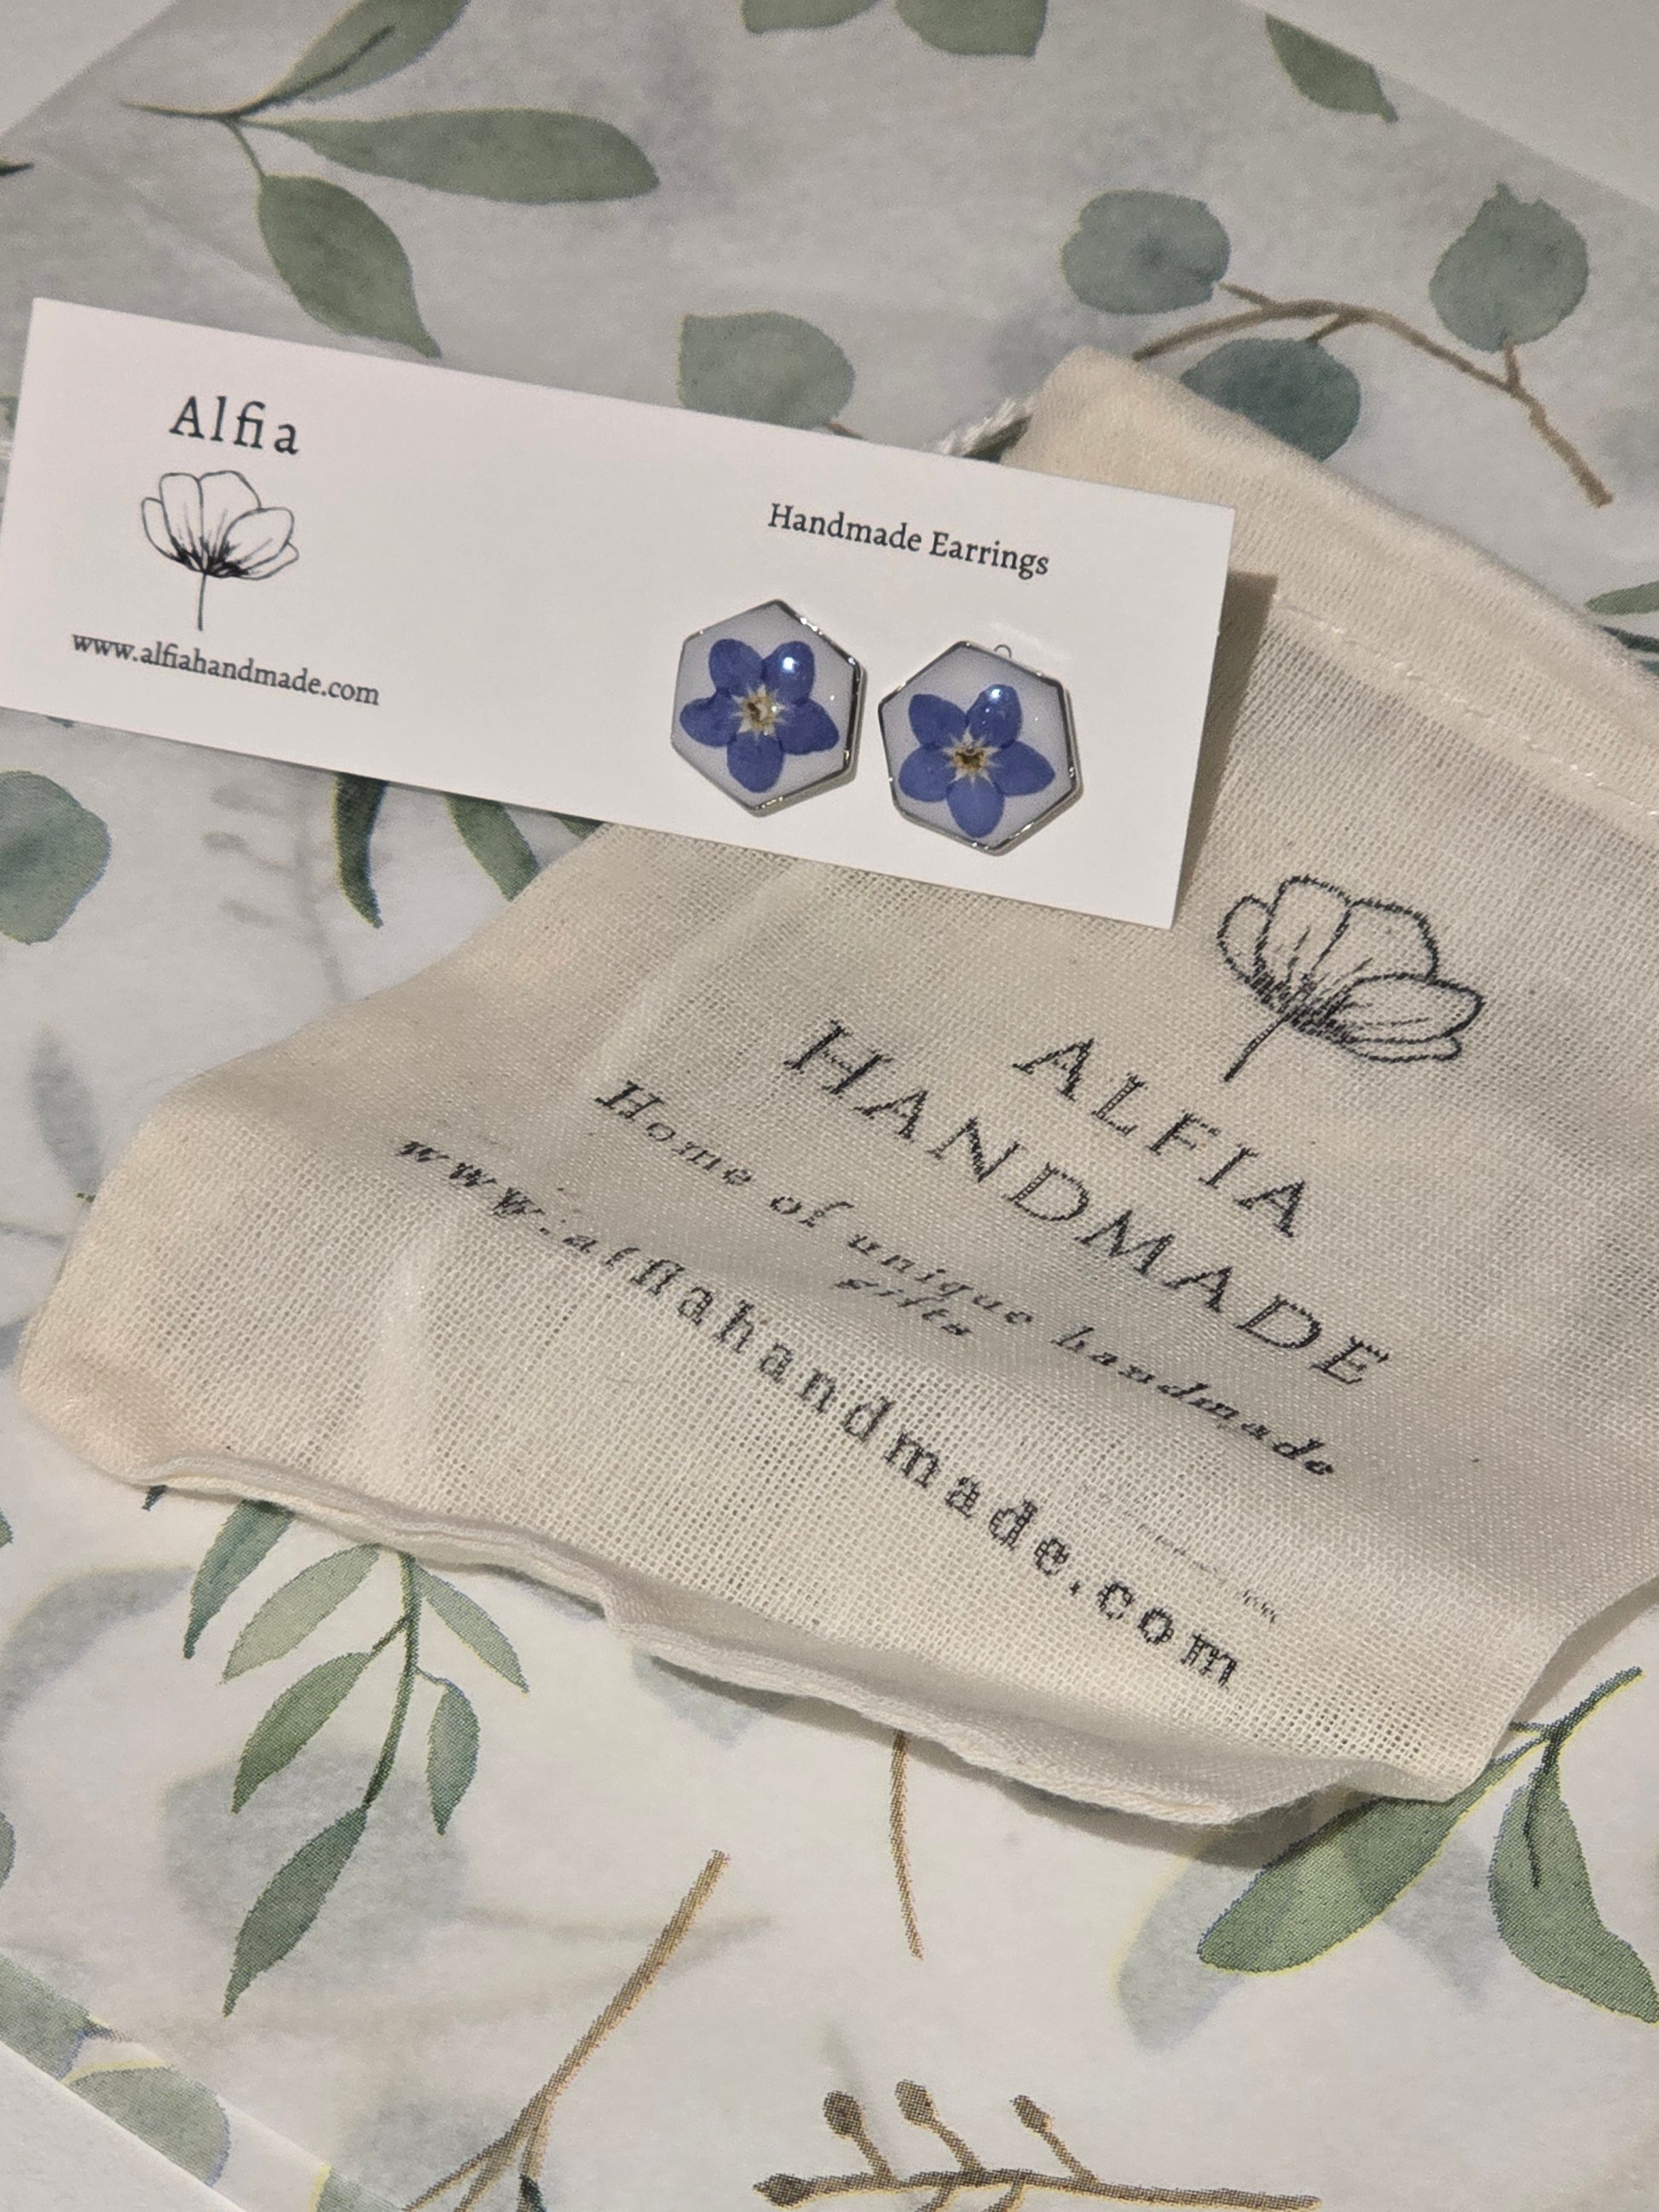 Alfia
www.alfiahandmade.com
Handmade Earrings
ALFIA
HANDMADE
Home of unique handmade
gifts
www.alfiahandmade.com